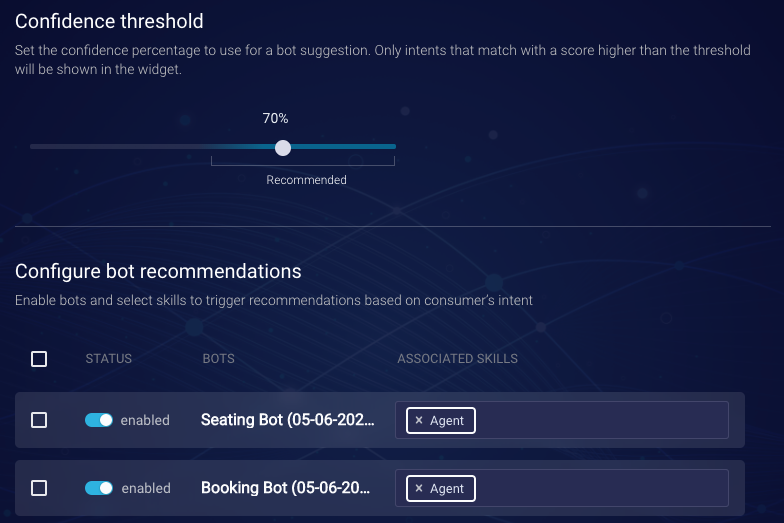 Confidence threshold
Set the confidence percentage to use for a bot suggestion. Only intents that match with a score higher than the threshold
will be shown in the widget.
70%
Recommended
Configure bot recommendations
Enable bots and select skills to trigger recommendations based on consumer's intent
STATUS BOTS ASSOCIATED SKILLS
enabled Seating Bot (05-06-202... × Agent
enabled Booking Bot (05-06-20... × Agent